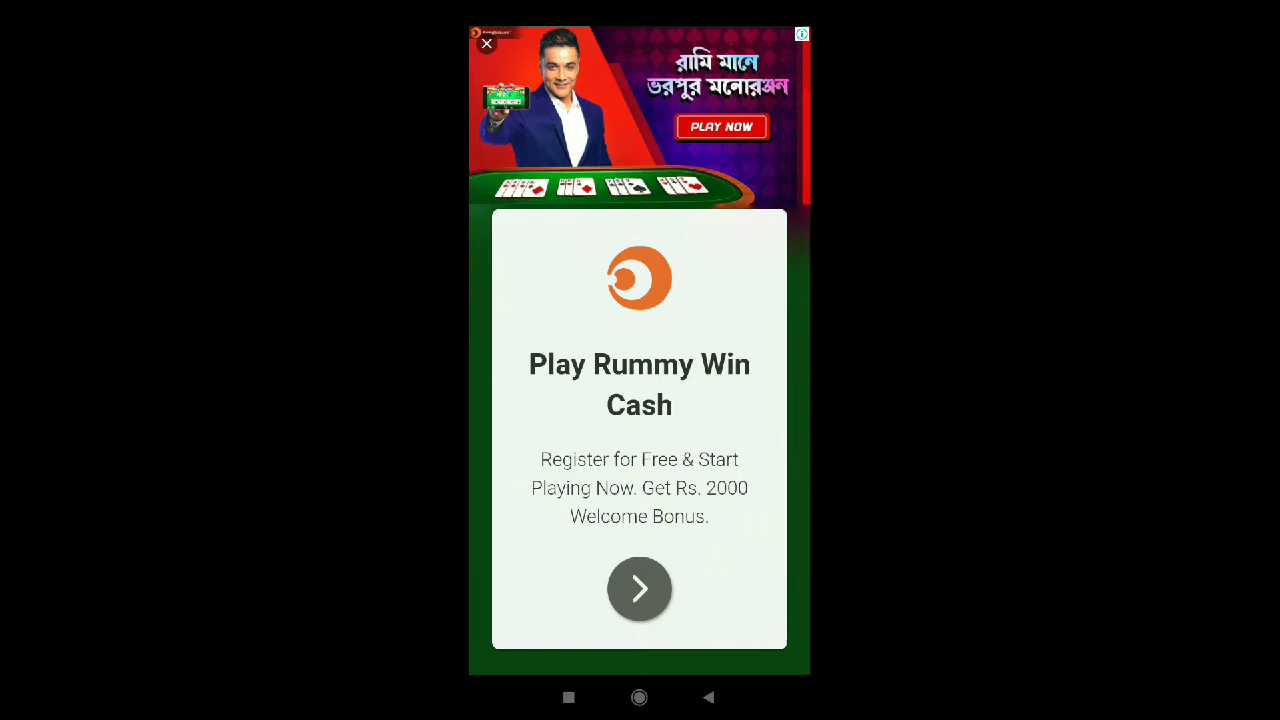 রামি মানে
ভরপুর মনোরঞ্জন
PLAY NOW
Play Rummy Win
Cash
Register for Free & Start
Playing Now. Get Rs. 2000
Welcome Bonus.